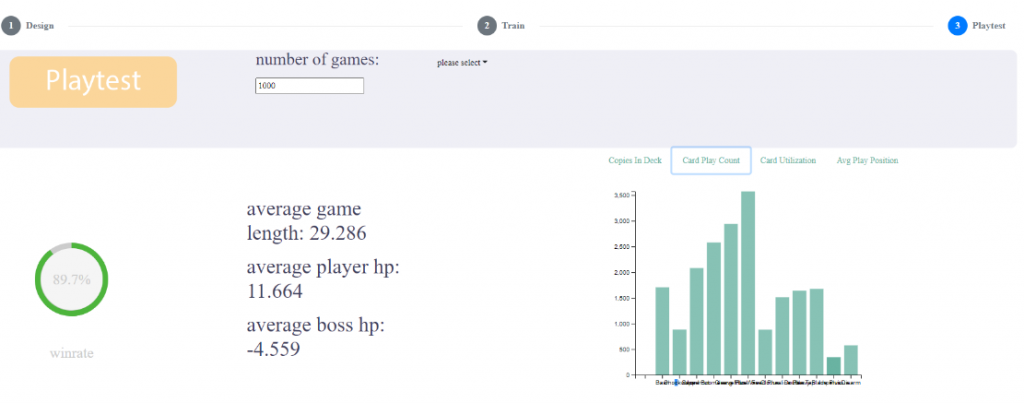 1 Design
2 Train
3 Playtest
Playtest
number of games:
please select
1000
Copies In Deck
Card Play Count
Card Utilization
Avg Play Position
average game
length: 29.286
average player hp:
11.664
average boss hp:
-4.559
89.7%
winrate
3,500
3,000
2,500
2,000
1,500
1,000
500
0